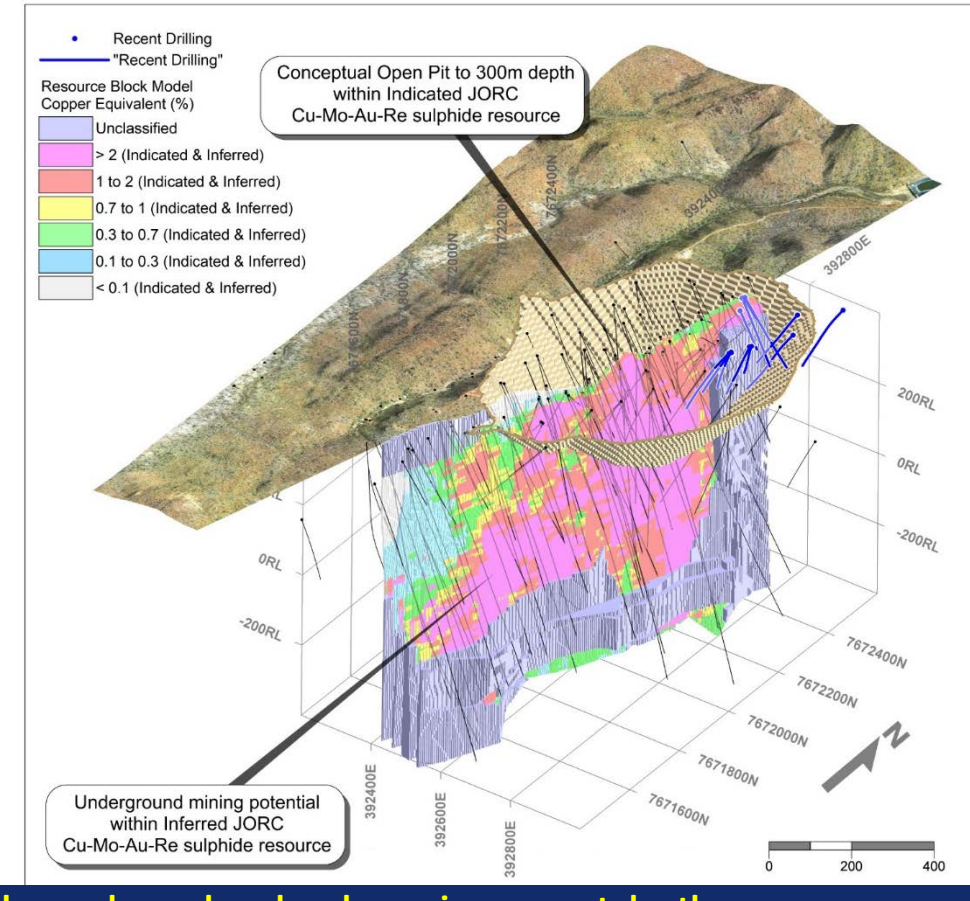 Recent Drilling
"Recent Drilling"
Resource Block Model
Copper Equivalent (%)
Unclassified
> 2 (Indicated & Inferred)
1 to 2 (Indicated & Inferred)
0.7 to 1 (Indicated & Inferred)
0.3 to 0.7 (Indicated & Inferred)
0.1 to 0.3 (Indicated & Inferred)
< 0.1 (Indicated & Inferred)
Conceptual Open Pit to 300m depth
within Indicated JORC
Cu-Mo-Au-Re sulphide resource
7672400N
7672200N
392800E
200RL
0RL
-200RL
0RL
-200RL
7672400N
7672200N
7672000N
7671800N
7671600N
392400E
392600E
392800E
N
Underground mining potential
within Inferred JORC
Cu-Mo-Au-Re sulphide resource
0
200
400